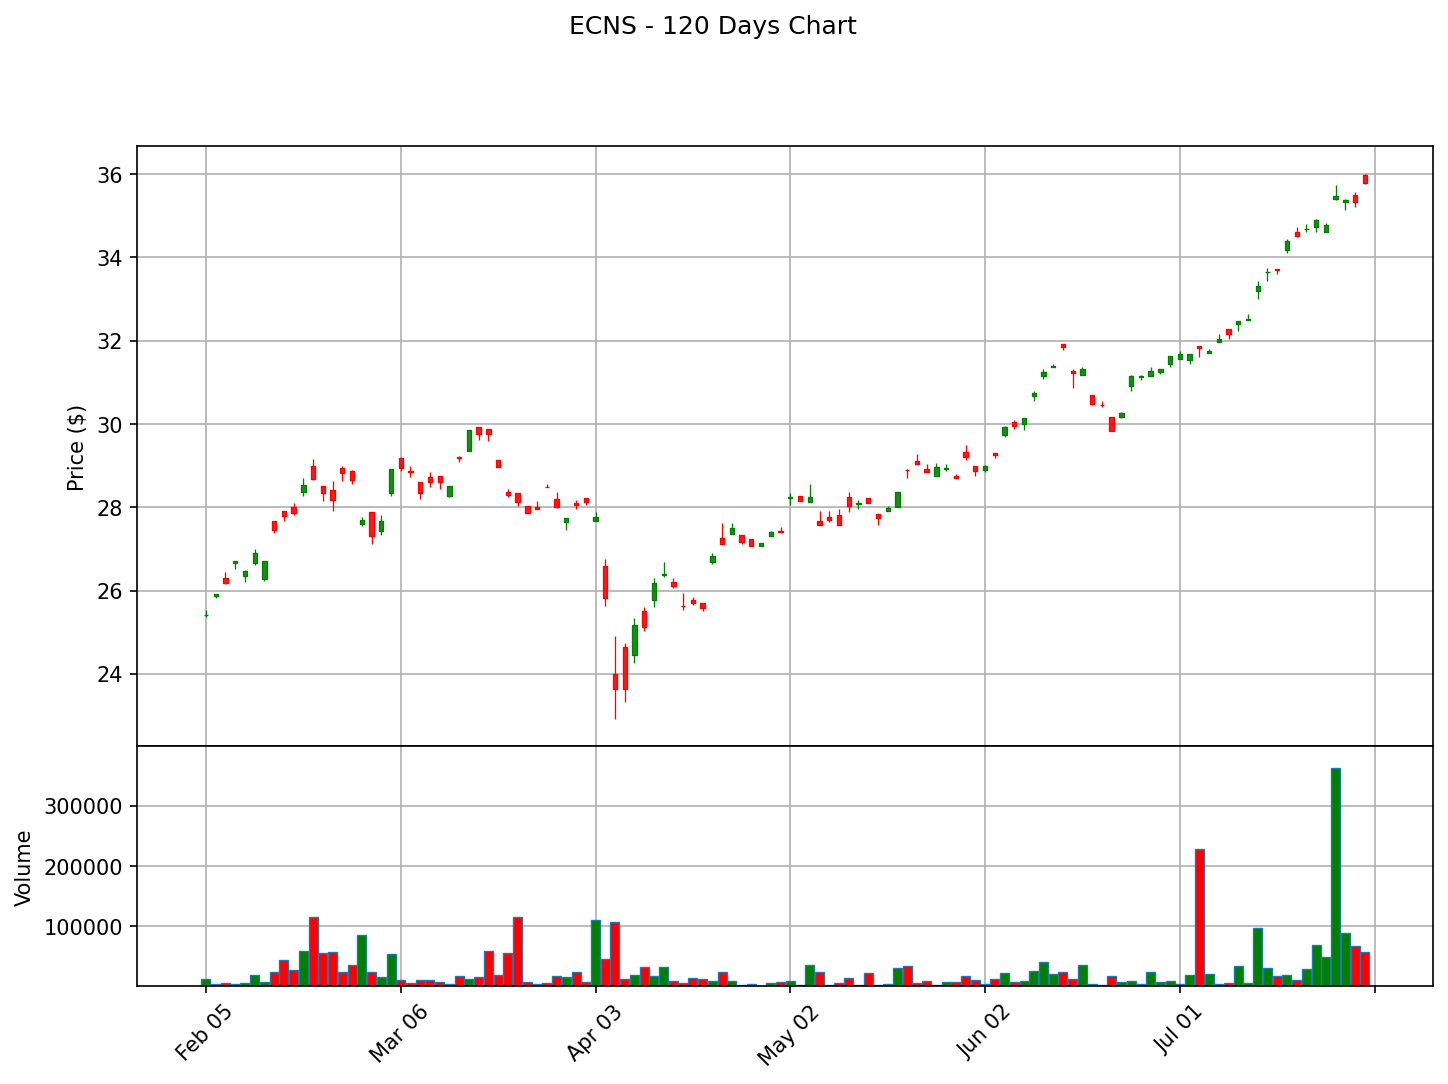 ECNS - 120 Days Chart
Price ($)
36
34
32
30
28
26
24
Volume
300000
200000
100000
Feb 05
Mar 06
Apr 03
May 02
Jun 02
Jul 01